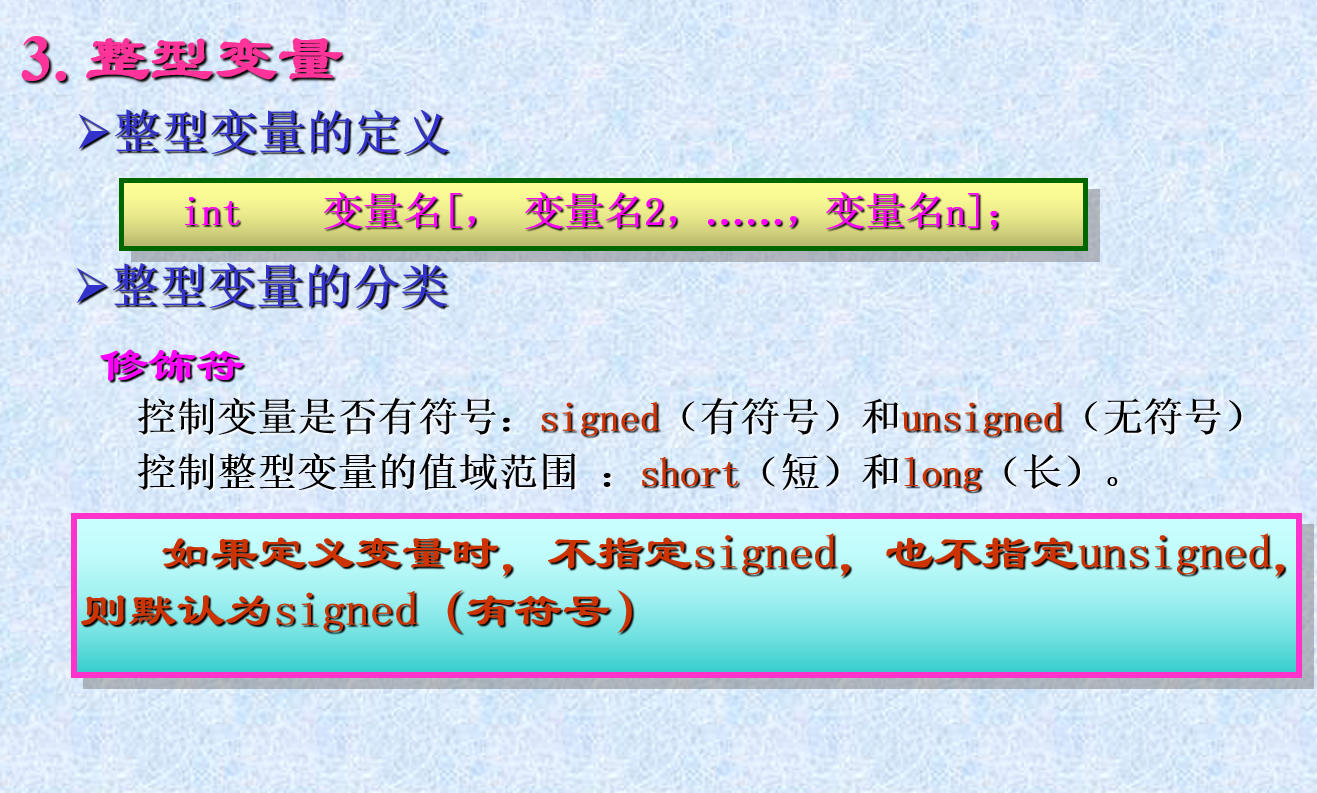 3. 整型变量
➢整型变量的定义
int 变量名[, 变量名2, ……, 变量名n];
➢整型变量的分类
修饰符
控制变量是否有符号：signed（有符号）和unsigned（无符号）
控制整型变量的值域范围 ：short（短）和long（长）。
如果定义变量时，不指定signed，也不指定unsigned，
则默认为signed（有符号）